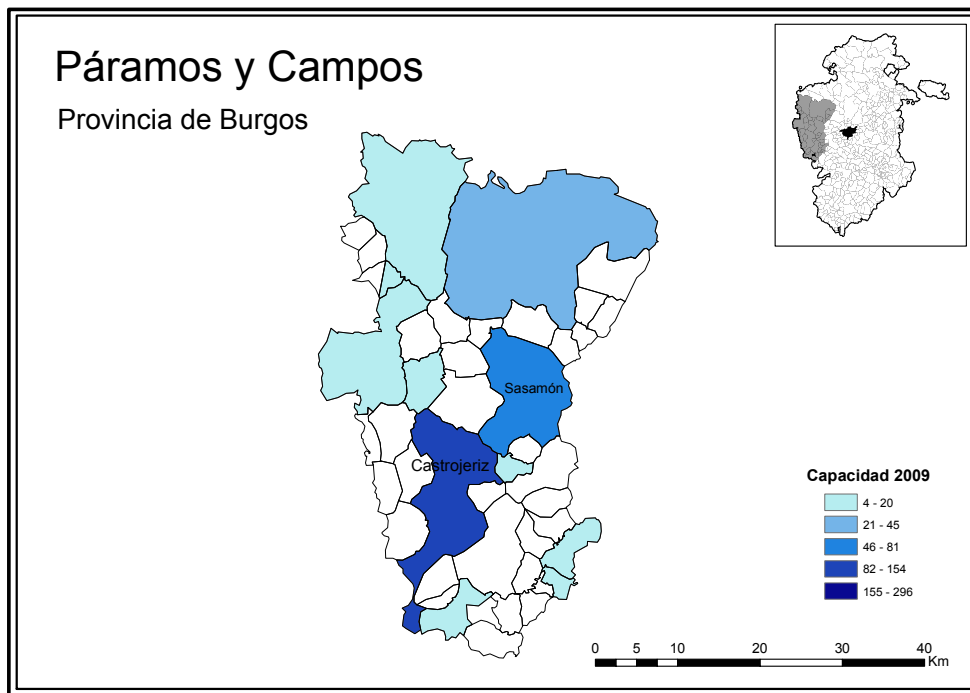 Páramos y Campos
Provincia de Burgos
Sasamón
Castrojeriz
Capacidad 2009
4 - 20
21 - 45
46 - 81
82 - 154
155 - 296
0 5 10 20 30 40
Km